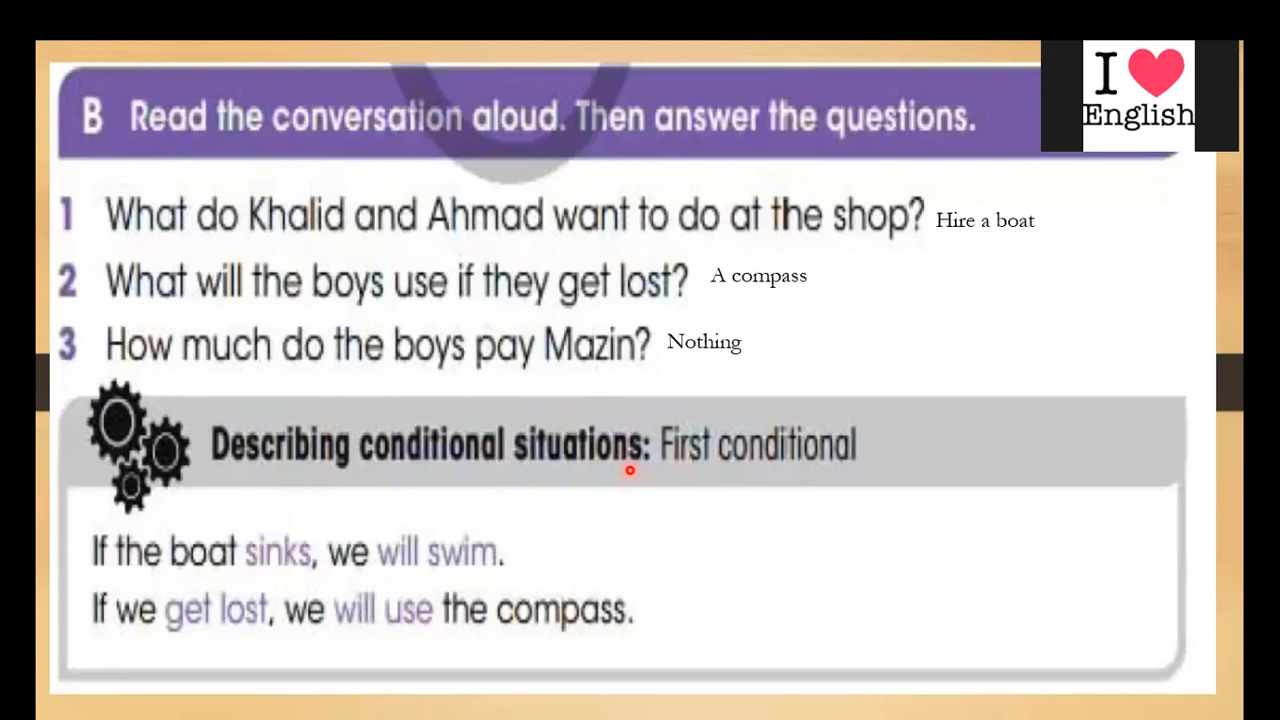 I
English
B Read the conversation aloud. Then answer the questions.
1 What do Khalid and Ahmad want to do at the shop? Hire a boat
2 What will the boys use if they get lost? A compass
3 How much do the boys pay Mazin? Nothing
Describing conditional situations: First conditional
If the boat sinks, we will swim.
If we get lost, we will use the compass.